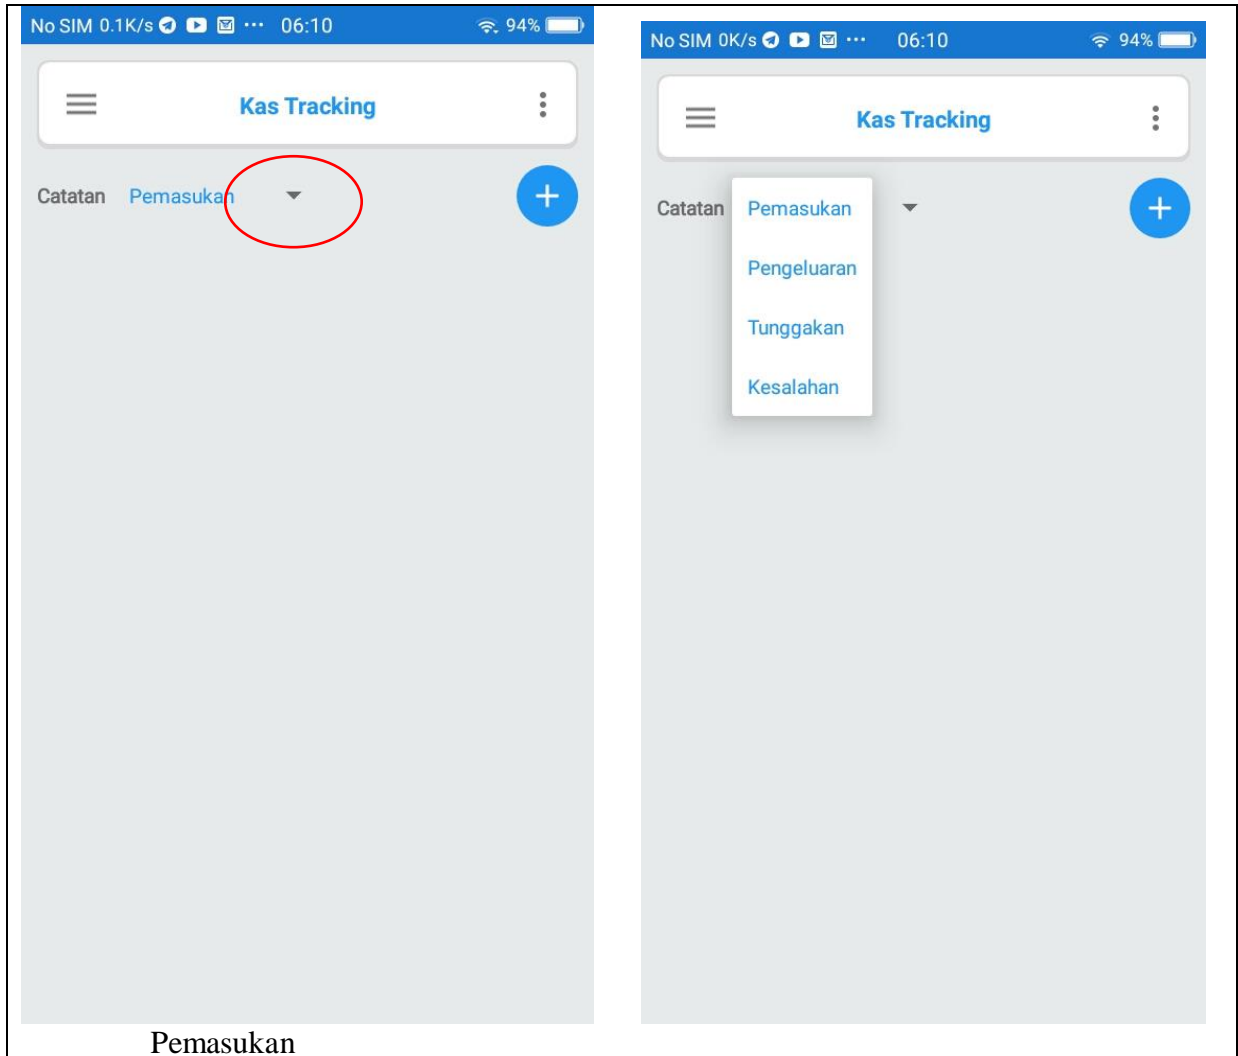 No SIM 0.1K/s ··· 06:10 94%
Kas Tracking
Catatan Pemasukan
No SIM 0K/s ··· 06:10 94%
Kas Tracking
Catatan Pemasukan
Pengeluaran
Tunggakan
Kesalahan
Pemasukan